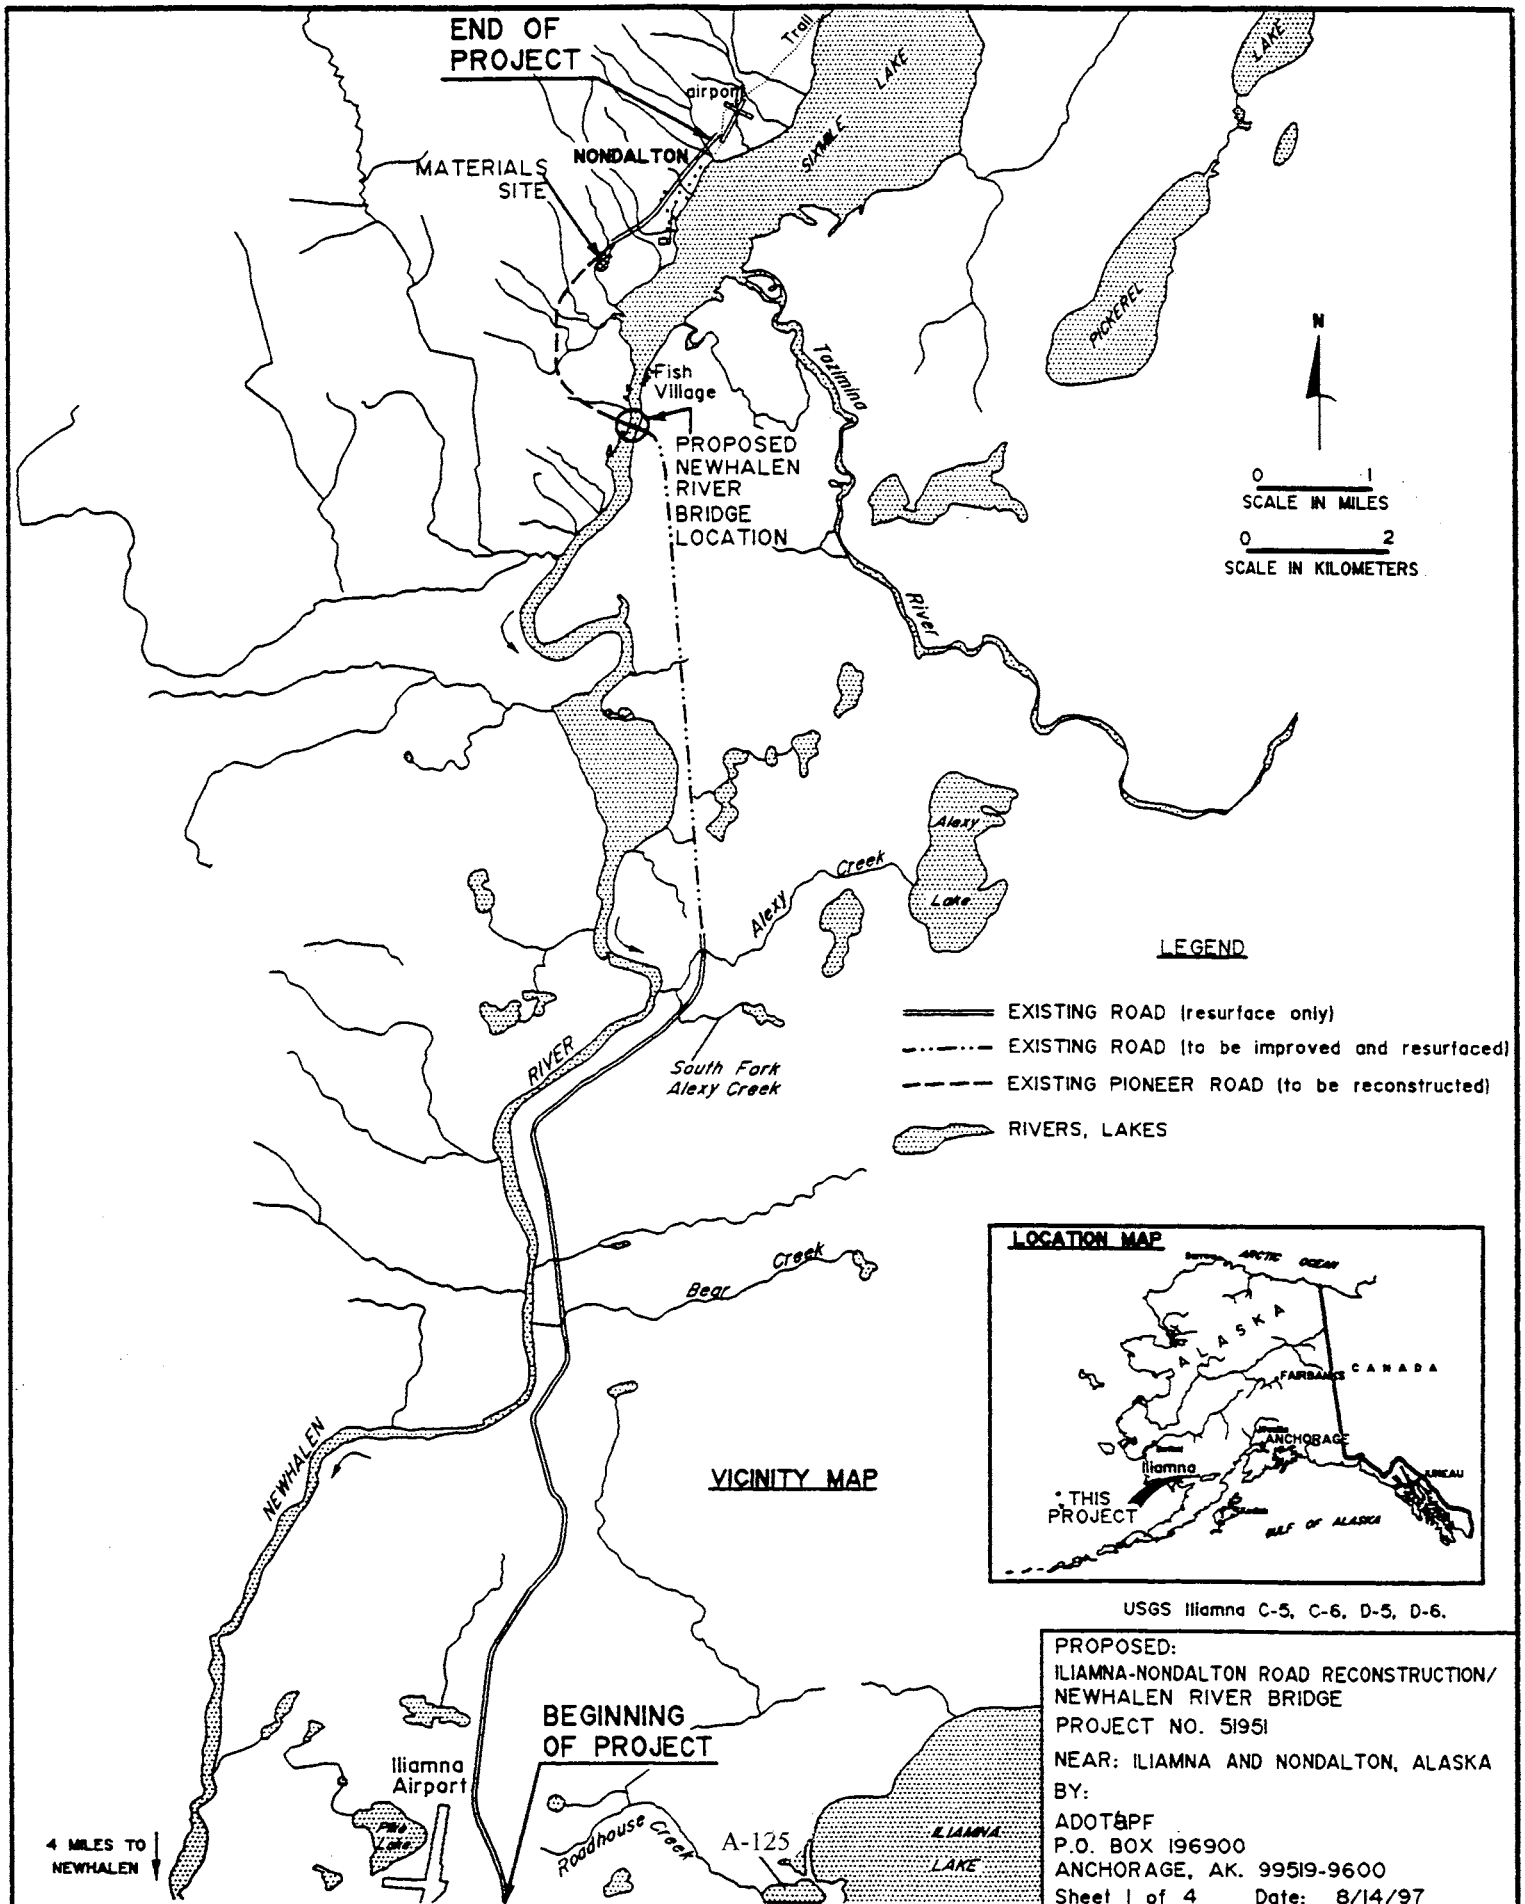 END OF
PROJECT
Trail
LAKE
LAKE
airport
SIXMILE
NONDALTON
MATERIALS
SITE
PICKEREL
N
Tazimina
Fish
Village
PROPOSED
NEWHALEN
RIVER
BRIDGE
LOCATION
0 1
SCALE IN MILES
0 2
SCALE IN KILOMETERS
River
Alexy
Lake
Alexy Creek
LEGEND
EXISTING ROAD (resurface only)
EXISTING ROAD (to be improved and resurfaced)
EXISTING PIONEER ROAD (to be reconstructed)
RIVERS, LAKES
RIVER
South Fork
Alexy Creek
Bear Creek
LOCATION MAP
Barrow
ARCTIC OCEAN
ALASKA
CANADA
FAIRBANKS
ANCHORAGE
Iliamna
JUNEAU
THIS
PROJECT
Kodiak
GULF OF ALASKA
NEWHALEN
VICINITY MAP
USGS Iliamna C-5, C-6, D-5, D-6.
BEGINNING
OF PROJECT
Iliamna
Airport
Pike
Lake
Roadhouse Creek
A-125
ILIAMNA
LAKE
4 MILES TO
NEWHALEN
PROPOSED:
ILIAMNA-NONDALTON ROAD RECONSTRUCTION/
NEWHALEN RIVER BRIDGE
PROJECT NO. 51951
NEAR: ILIAMNA AND NONDALTON, ALASKA
BY:
ADOT&PF
P.O. BOX 196900
ANCHORAGE, AK. 99519-9600
Sheet 1 of 4 Date: 8/14/97